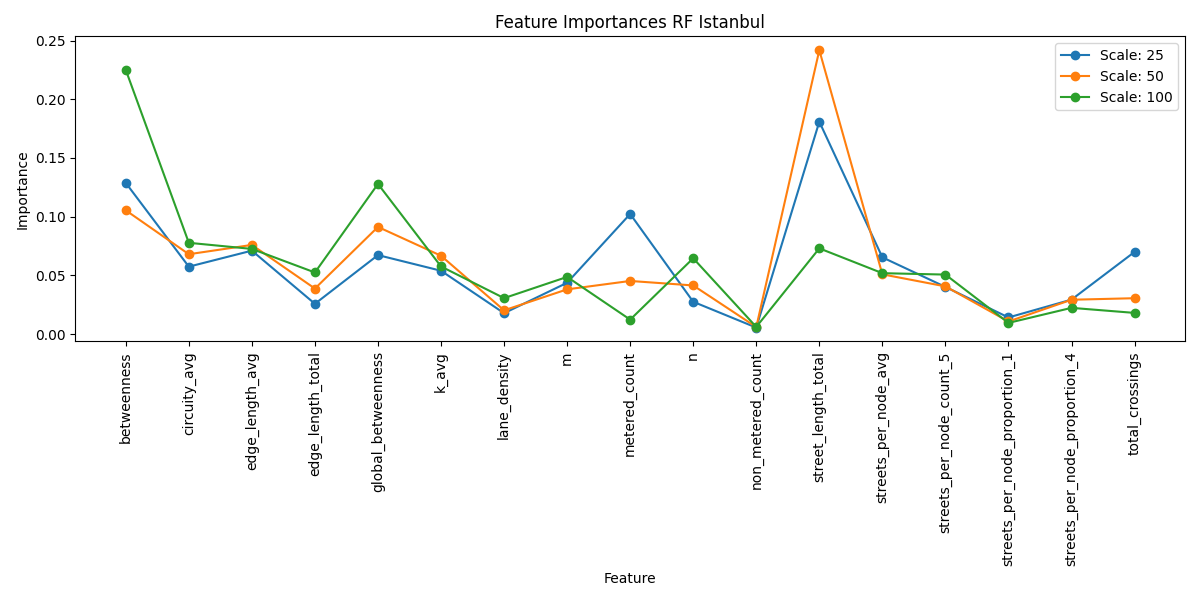 Feature Importances RF Istanbul
Scale: 25
Scale: 50
Scale: 100
Importance
0.25
0.20
0.15
0.10
0.05
0.00
betweenness
circuity_avg
edge_length_avg
edge_length_total
global_betweenness
k_avg
lane_density
m
metered_count
n
non_metered_count
street_length_total
streets_per_node_avg
streets_per_node_count_5
streets_per_node_proportion_1
streets_per_node_proportion_4
total_crossings
Feature